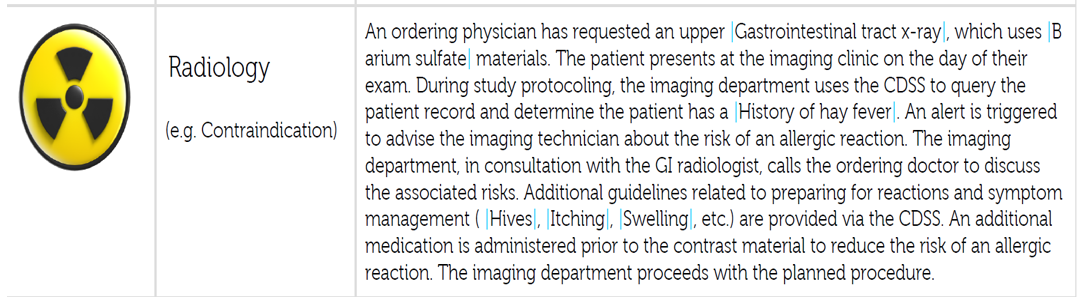 Radiology
(e.g. Contraindication)
An ordering physician has requested an upper |Gastrointestinal tract x-ray|, which uses |B
arium sulfate| materials. The patient presents at the imaging clinic on the day of their
exam. During study protocoling, the imaging department uses the CDSS to query the
patient record and determine the patient has a |History of hay fever|. An alert is triggered
to advise the imaging technician about the risk of an allergic reaction. The imaging
department, in consultation with the GI radiologist, calls the ordering doctor to discuss
the associated risks. Additional guidelines related to preparing for reactions and symptom
management ( |Hives|, |Itching|, |Swelling|, etc.) are provided via the CDSS. An additional
medication is administered prior to the contrast material to reduce the risk of an allergic
reaction. The imaging department proceeds with the planned procedure.